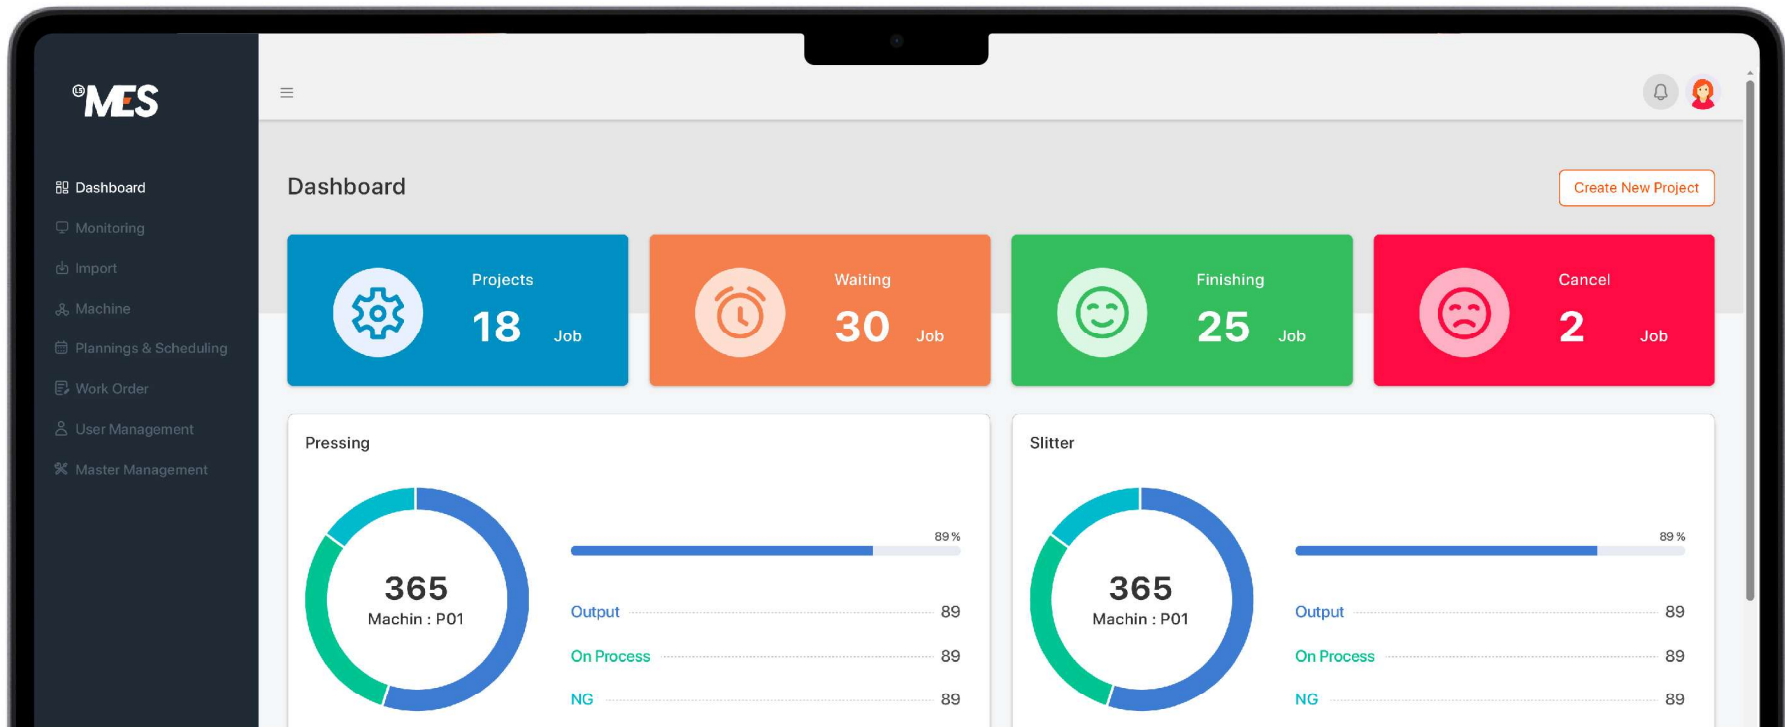 LS MES
Dashboard
Monitoring
Import
Machine
Plannings & Scheduling
Work Order
User Management
Master Management
Dashboard
Create New Project
Projects
18 Job
Waiting
30 Job
Finishing
25 Job
Cancel
2 Job
Pressing
365
Machin : P01
89%
Output 89
On Process 89
NG 89
Slitter
365
Machin : P01
89%
Output 89
On Process 89
NG 89